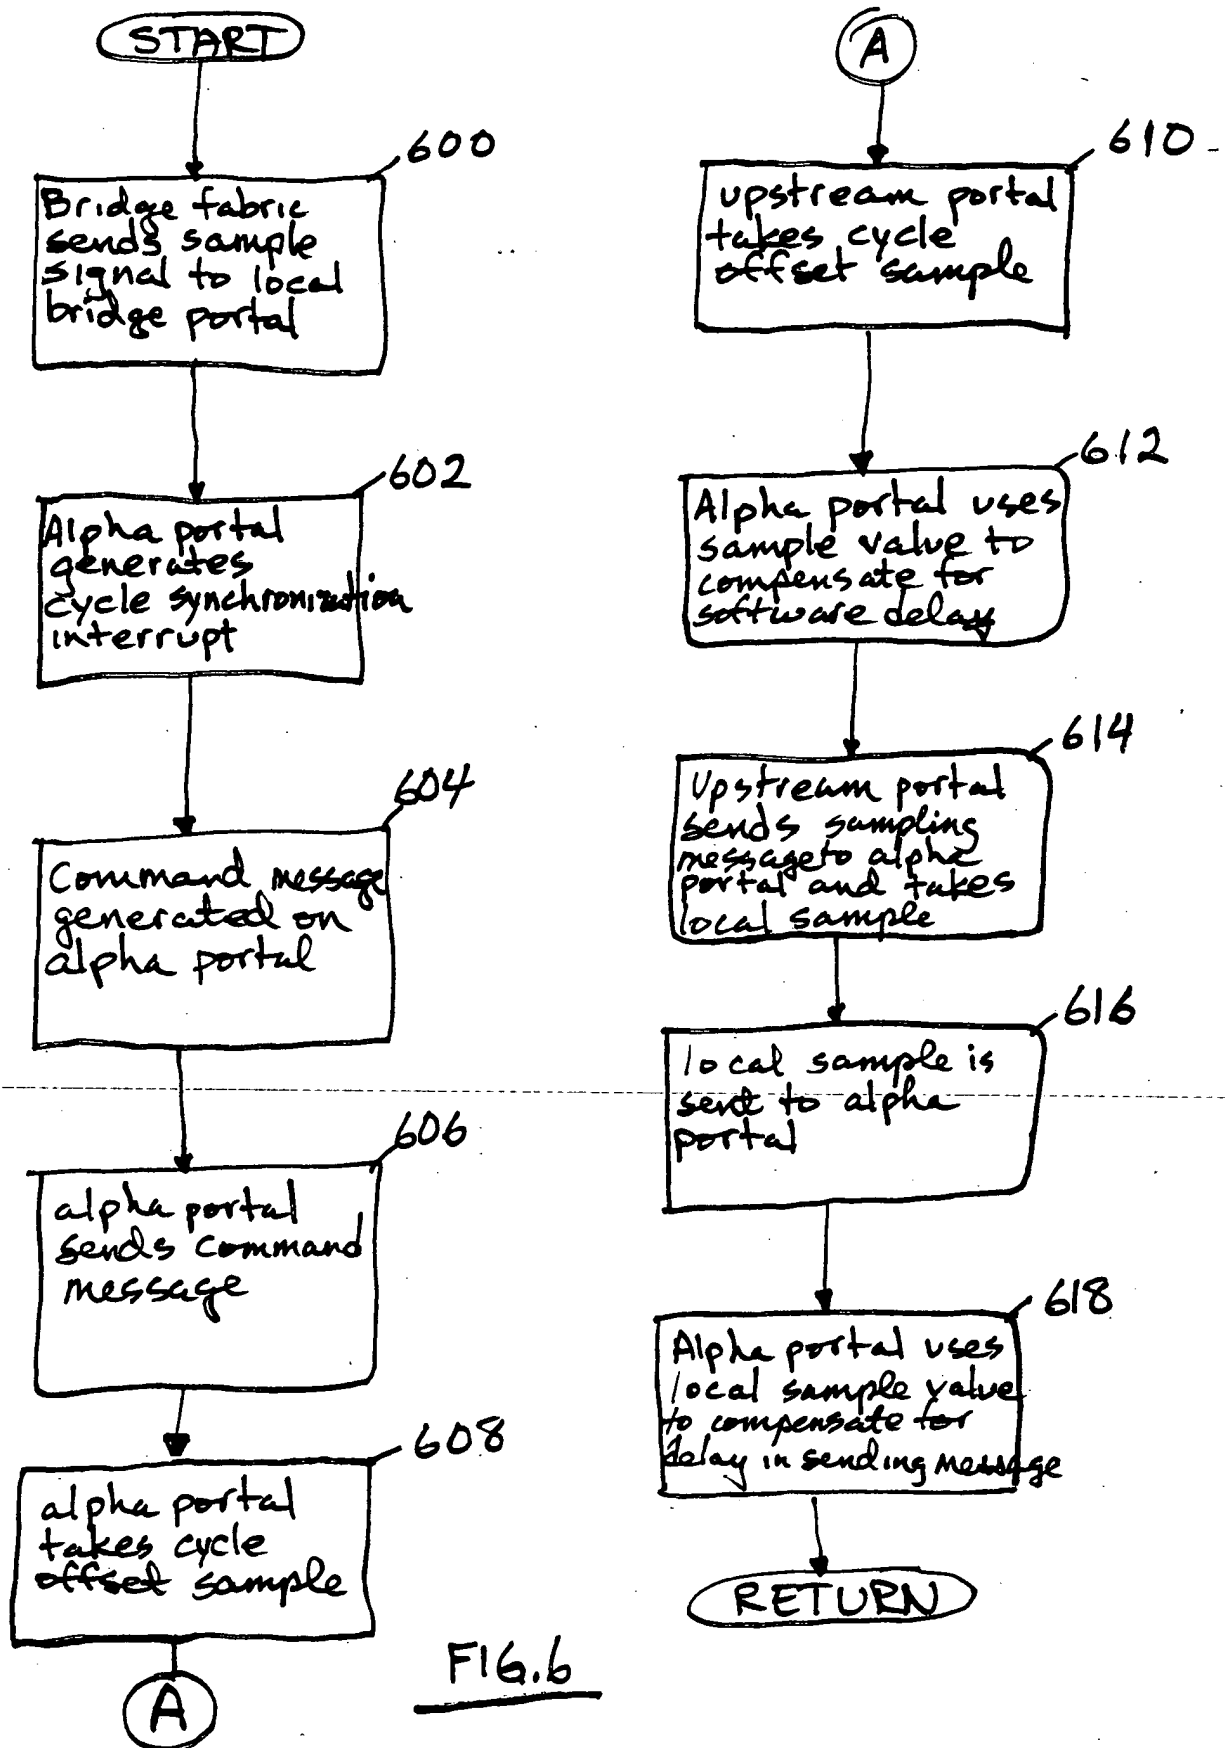 START
600
Bridge fabric
sends sample
signal to local
bridge portal
602
Alpha portal
generates
cycle synchronization
interrupt
604
Command message
generated on
alpha portal
606
alpha portal
sends command
message
608
alpha portal
takes cycle
offset sample
A
A
610
upstream portal
takes cycle
offset sample
612
Alpha portal uses
sample value to
compensate for
software delay
614
Upstream portal
sends sampling
message to alpha
portal and takes
local sample
616
local sample is
sent to alpha
portal
618
Alpha portal uses
local sample value
to compensate for
delay in sending message
RETURN
FIG.6